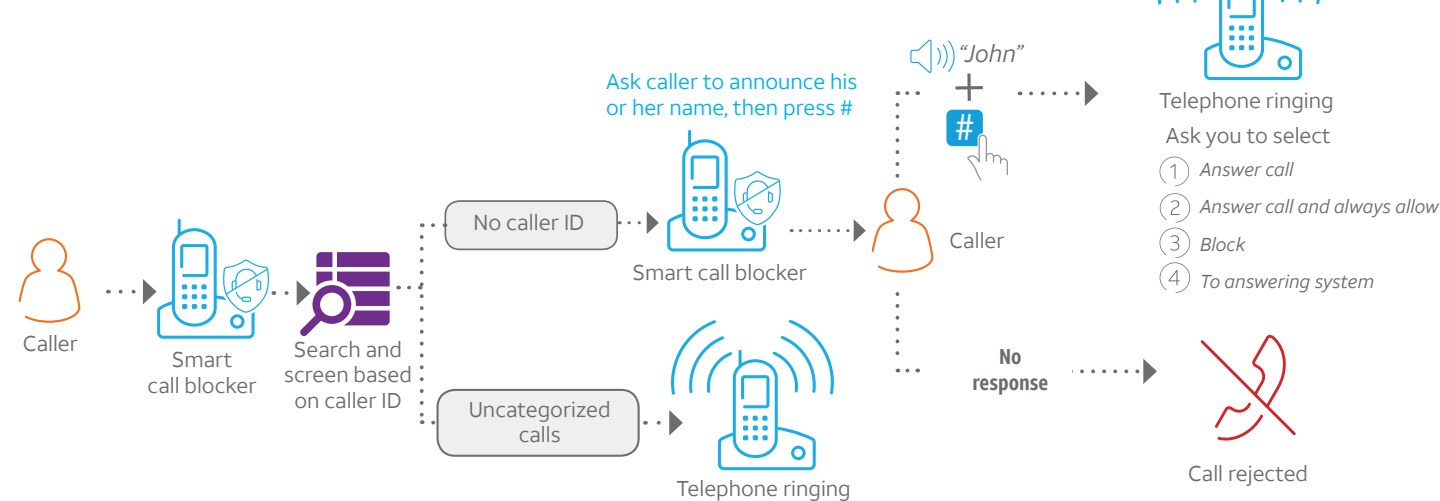 Caller
Smart
call blocker
Search and
screen based
on caller ID
No caller ID
Uncategorized
calls
Ask caller to announce his
or her name, then press #
Smart call blocker
Telephone ringing
Caller
"John"
+
#
No
response
Telephone ringing
Ask you to select
1 Answer call
2 Answer call and always allow
3 Block
4 To answering system
Call rejected